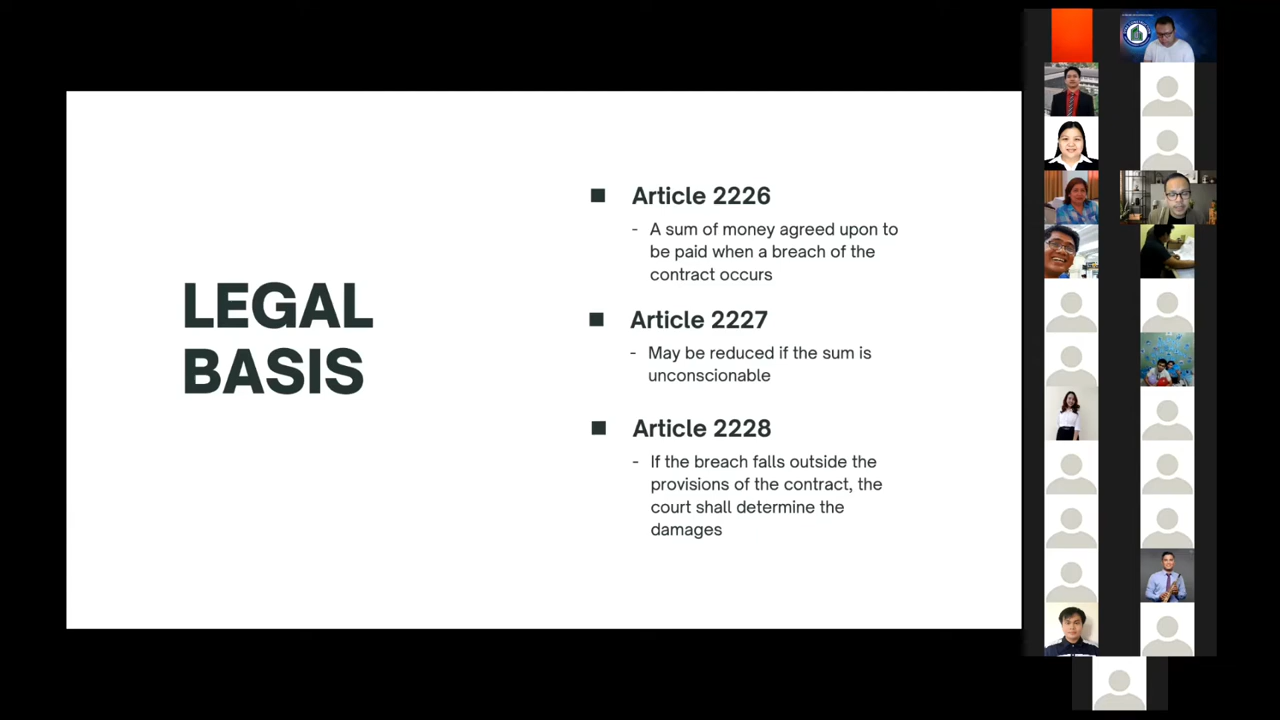 LEGAL
BASIS
■ Article 2226
- A sum of money agreed upon to
be paid when a breach of the
contract occurs
■ Article 2227
- May be reduced if the sum is
unconscionable
■ Article 2228
- If the breach falls outside the
provisions of the contract, the
court shall determine the
damages